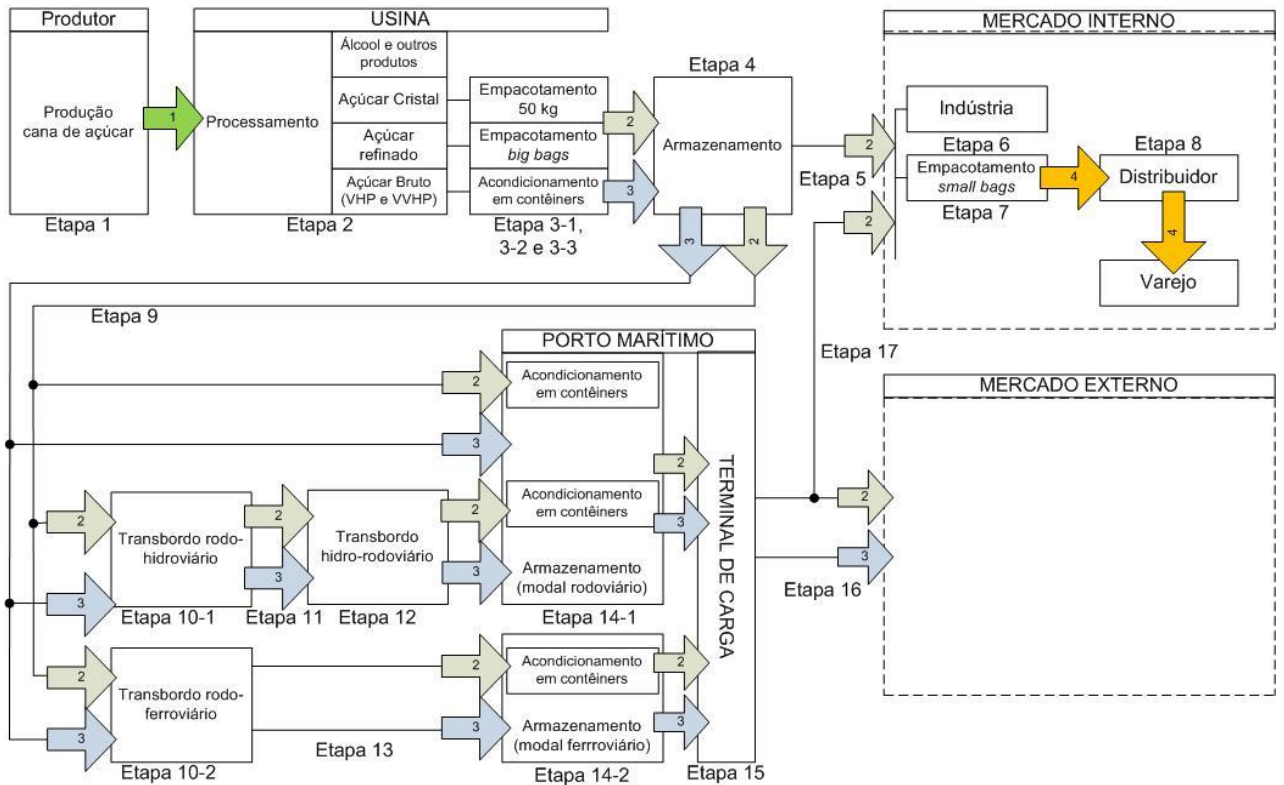 Produtor
Produção
cana de açúcar
Etapa 1
1
USINA
Processamento
Álcool e outros
produtos
Açúcar Cristal
Açúcar
refinado
Açúcar Bruto
(VHP e VVHP)
Etapa 2
Empacotamento
50 kg
Empacotamento
big bags
Acondicionamento
em contêiners
Etapa 3-1,
3-2 e 3-3
2
3
Etapa 4
Armazenamento
3
2
2
Etapa 5
2
MERCADO INTERNO
Indústria
Etapa 6
Empacotamento
small bags
Etapa 7
4
Etapa 8
Distribuidor
4
Varejo
Etapa 9
Etapa 17
PORTO MARÍTIMO
2
Acondicionamento
em contêiners
3
2
Transbordo rodo-
hidroviário
3
Etapa 10-1
2
3
Etapa 11
Transbordo
hidro-rodoviário
Etapa 12
2
3
Acondicionamento
em contêiners
Armazenamento
(modal rodoviário)
Etapa 14-1
2
3
2
Transbordo rodo-
ferroviário
3
Etapa 10-2
Etapa 13
2
3
Acondicionamento
em contêiners
Armazenamento
(modal ferrroviário)
Etapa 14-2
2
3
TERMINAL DE CARGA
Etapa 15
MERCADO EXTERNO
2
3
Etapa 16